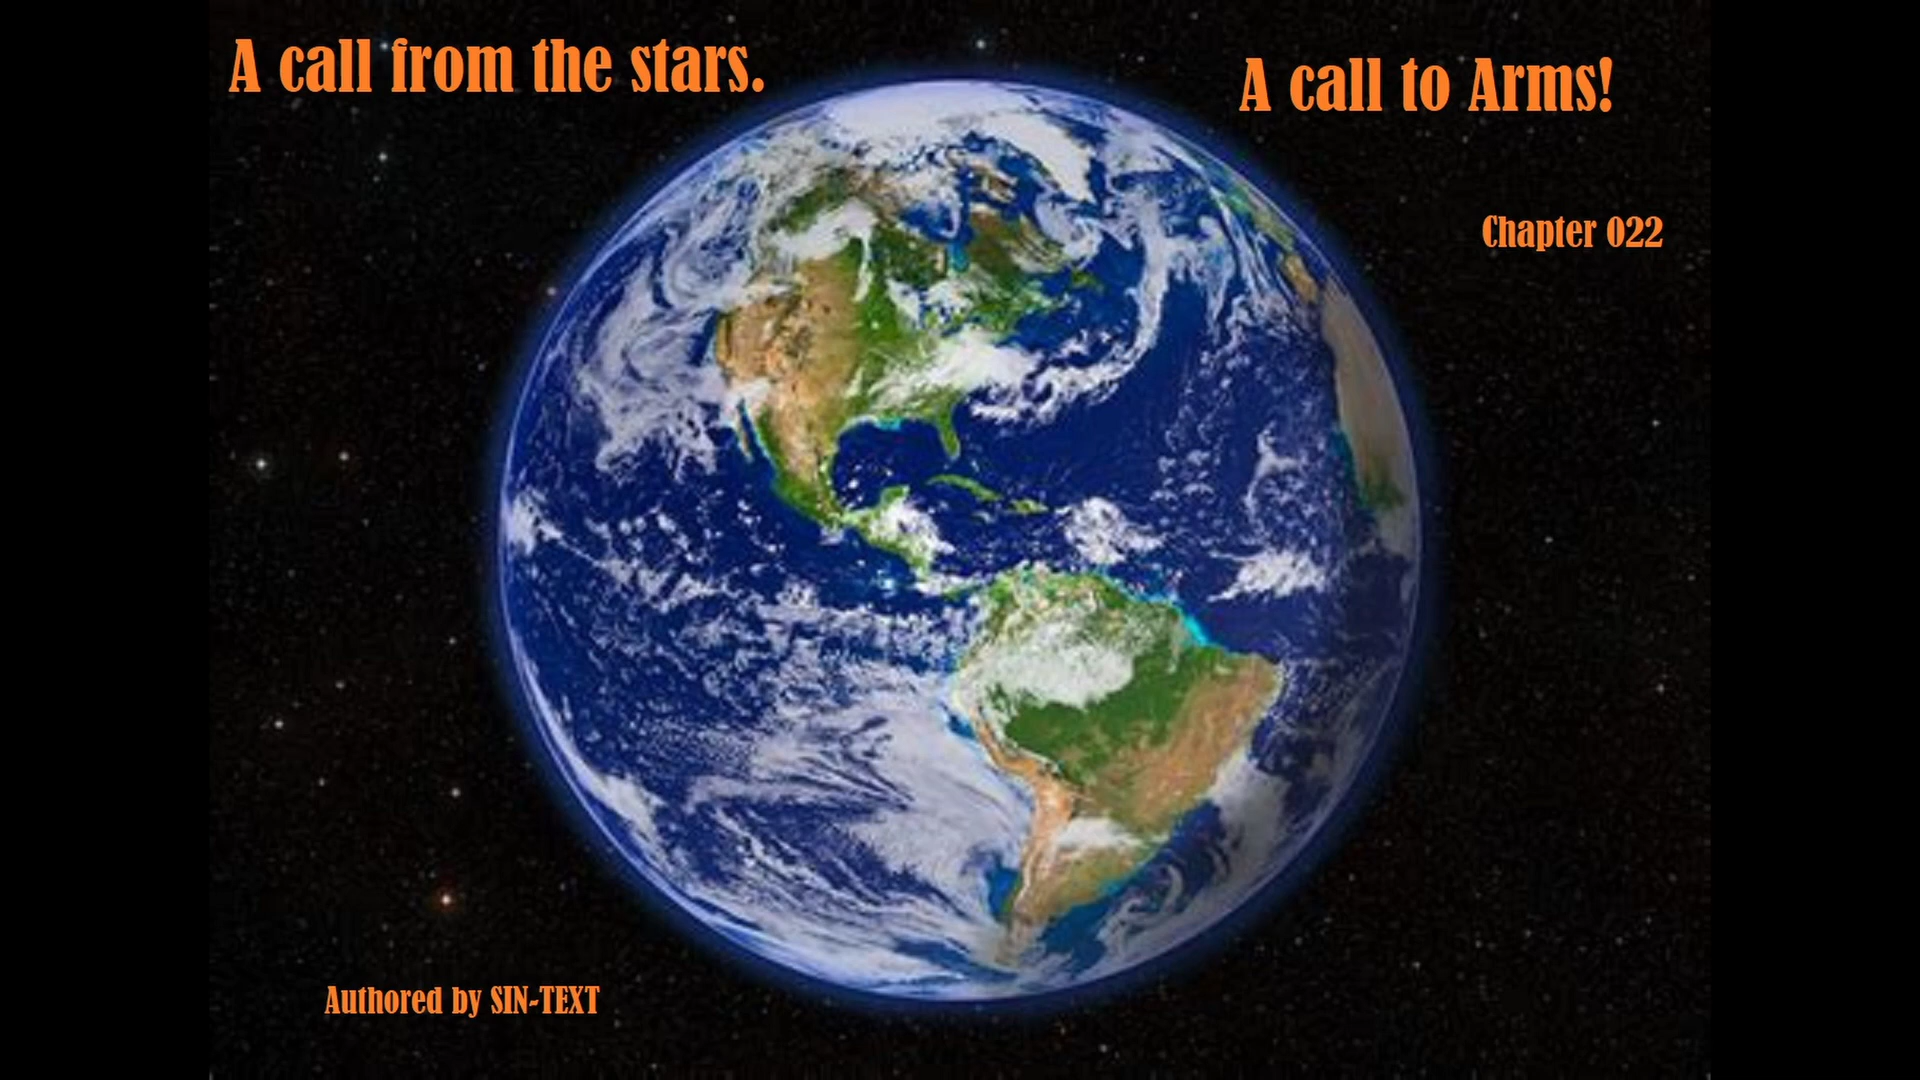 A call from the stars.
A call to Arms!
Chapter 022
Authored by SIN-TEXT